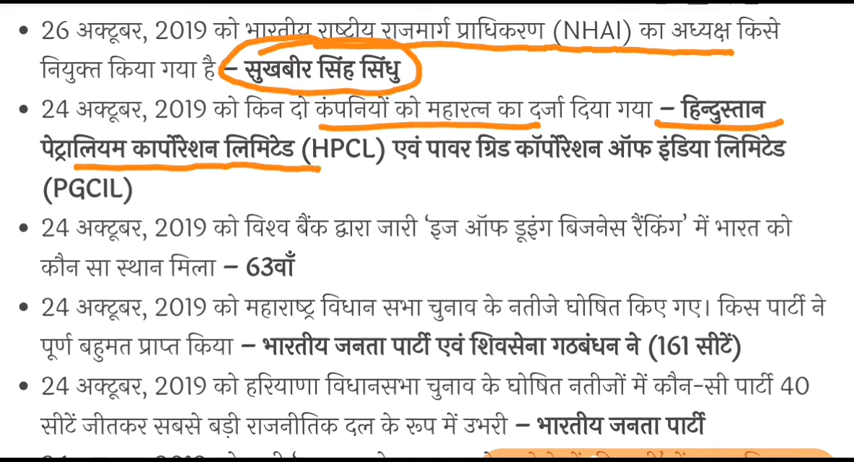 26 अक्टूबर, 2019 को भारतीय राष्ट्रीय राजमार्ग प्राधिकरण (NHAI) का अध्यक्ष किसे
नियुक्त किया गया है – सुखबीर सिंह सिंधु
24 अक्टूबर, 2019 को किन दो कंपनियों को महारत्न का दर्जा दिया गया – हिन्दुस्तान
पेट्रालियम कार्पोरेशन लिमिटेड (HPCL) एवं पावर ग्रिड कॉर्पोरेशन ऑफ इंडिया लिमिटेड
(PGCIL)
24 अक्टूबर, 2019 को विश्व बैंक द्वारा जारी ‘इज ऑफ डूइंग बिजनेस रैंकिंग’ में भारत को
कौन सा स्थान मिला – 63वाँ
24 अक्टूबर, 2019 को महाराष्ट्र विधान सभा चुनाव के नतीजे घोषित किए गए। किस पार्टी ने
पूर्ण बहुमत प्राप्त किया – भारतीय जनता पार्टी एवं शिवसेना गठबंधन ने (161 सीटें)
24 अक्टूबर, 2019 को हरियाणा विधानसभा चुनाव के घोषित नतीजों में कौन-सी पार्टी 40
सीटें जीतकर सबसे बड़ी राजनीतिक दल के रूप में उभरी – भारतीय जनता पार्टी